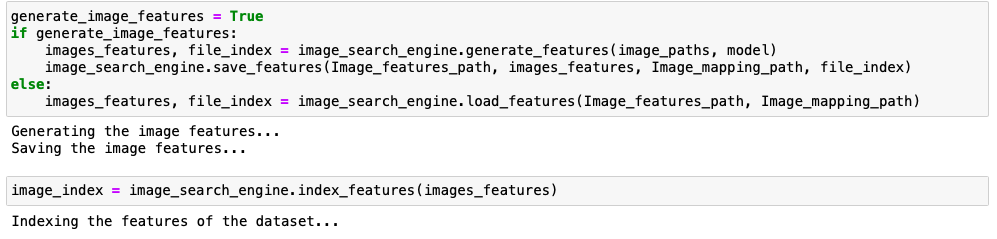 generate_image_features = True
if generate_image_features:
    images_features, file_index = image_search_engine.generate_features(image_paths, model)
    image_search_engine.save_features(Image_features_path, images_features, Image_mapping_path, file_index)
else:
    images_features, file_index = image_search_engine.load_features(Image_features_path, Image_mapping_path)
Generating the image features...
Saving the image features...
image_index = image_search_engine.index_features(images_features)
Indexing the features of the dataset...